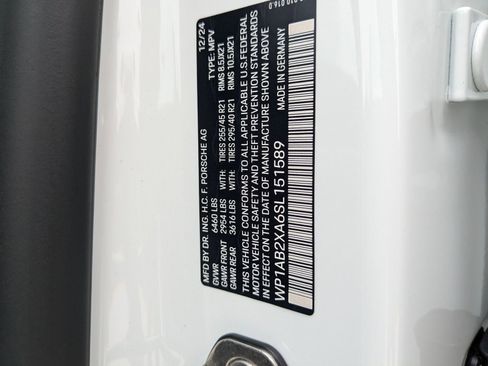 MFD BY DR. ING. H.C. F. PORSCHE AG 12/24
GVWR 6460 LBS TYPE: MPV
GAWR FRONT 2954 LBS WITH: TIRES 255/45 R21 RIMS 8.5JX21
GAWR REAR 3616 LBS WITH: TIRES 295/40 R21 RIMS 10.5JX21
THIS VEHICLE CONFORMS TO ALL APPLICABLE U.S.FEDERAL
MOTOR VEHICLE SAFETY AND THEFT PREVENTION STANDARDS
IN EFFECT ON THE DATE OF MANUFACTURE SHOWN ABOVE
MADE IN GERMANY
WP1AB2XA6SL151589